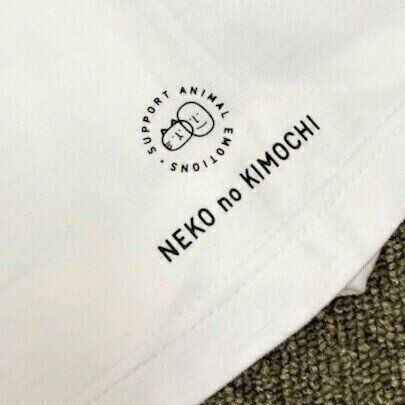 SUPPORT ANIMAL EMOTIONS
NEKO no KIMOCHI